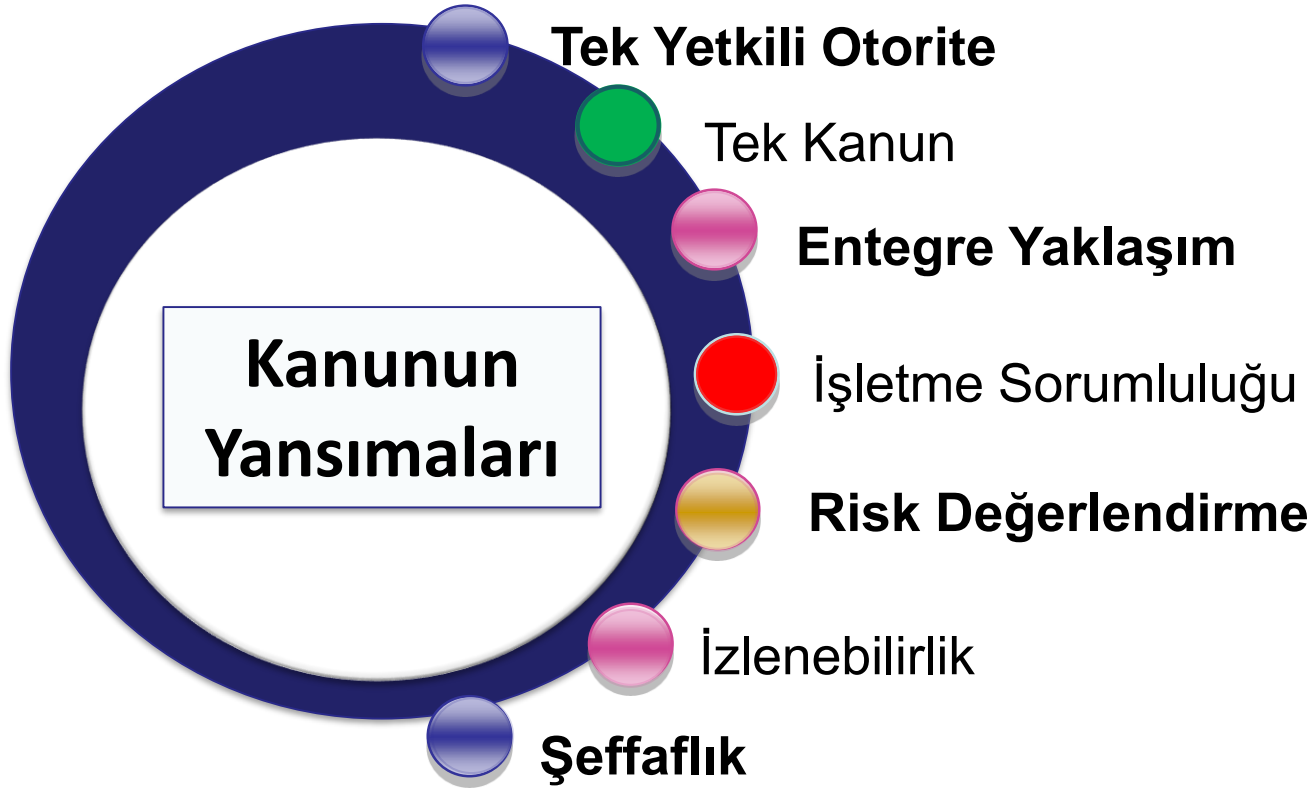 Tek Yetkili Otorite
Tek Kanun
Entegre Yaklaşım
Kanunun
Yansımaları
İşletme Sorumluluğu
Risk Değerlendirme
İzlenebilirlik
Şeffaflık